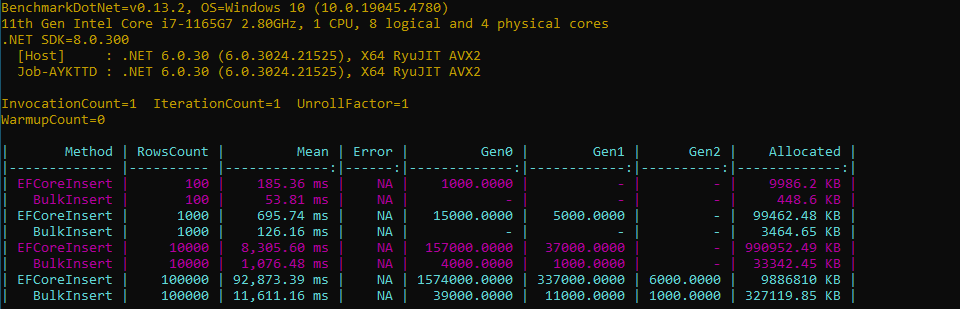 BenchmarkDotNet=v0.13.2, OS=Windows 10 (10.0.19045.4780)
11th Gen Intel Core i7-1165G7 2.80GHz, 1 CPU, 8 logical and 4 physical cores
.NET SDK=8.0.300
  [Host]     : .NET 6.0.30 (6.0.3024.21525), X64 RyuJIT AVX2
  Job-AYKTTD : .NET 6.0.30 (6.0.3024.21525), X64 RyuJIT AVX2

InvocationCount=1  IterationCount=1  UnrollFactor=1
WarmupCount=0

|       Method | RowsCount |         Mean | Error |         Gen0 |        Gen1 |      Gen2 |    Allocated |
|------------- |---------- |-------------:|------:|-------------:|------------:|----------:|-------------:|
| EFCoreInsert |       100 |    185.36 ms |    NA |    1000.0000 |           - |         - |    9986.2 KB |
|   BulkInsert |       100 |     53.81 ms |    NA |            - |           - |         - |     448.6 KB |
| EFCoreInsert |      1000 |    695.74 ms |    NA |   15000.0000 |   5000.0000 |         - |  99462.48 KB |
|   BulkInsert |      1000 |    126.16 ms |    NA |            - |           - |         - |   3464.65 KB |
| EFCoreInsert |     10000 |  8,305.60 ms |    NA |  157000.0000 |  37000.0000 |         - | 990952.49 KB |
|   BulkInsert |     10000 |  1,076.48 ms |    NA |    4000.0000 |   1000.0000 |         - |  33342.45 KB |
| EFCoreInsert |    100000 | 92,873.39 ms |    NA | 1574000.0000 | 337000.0000 | 6000.0000 |   9886810 KB |
|   BulkInsert |    100000 | 11,611.16 ms |    NA |   39000.0000 |  11000.0000 | 1000.0000 | 327119.85 KB |